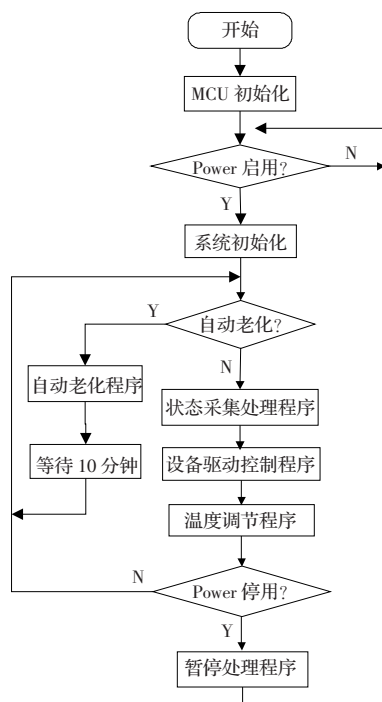 开始
MCU 初始化
Power 启用?
N
Y
系统初始化
自动老化?
Y
N
自动老化程序
状态采集处理程序
等待 10 分钟
设备驱动控制程序
温度调节程序
N
Power 停用?
Y
暂停处理程序